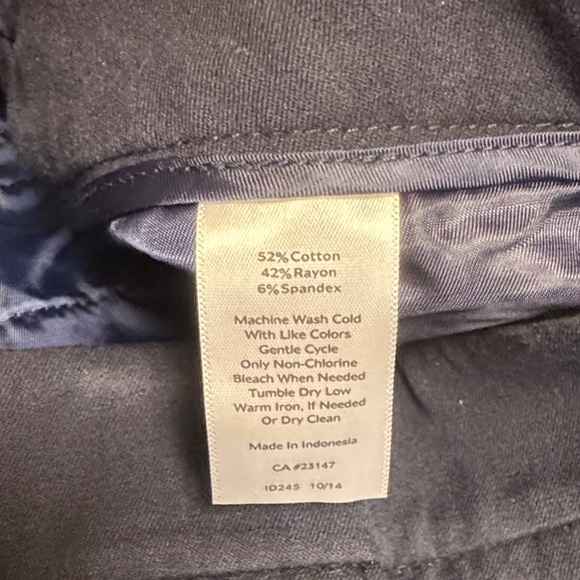 52% Cotton
42% Rayon
6% Spandex
Machine Wash Cold
With Like Colors
Gentle Cycle
Only Non-Chlorine
Bleach When Needed
Tumble Dry Low
Warm Iron, If Needed
Or Dry Clean
Made In Indonesia
CA #23147
ID245 10/14